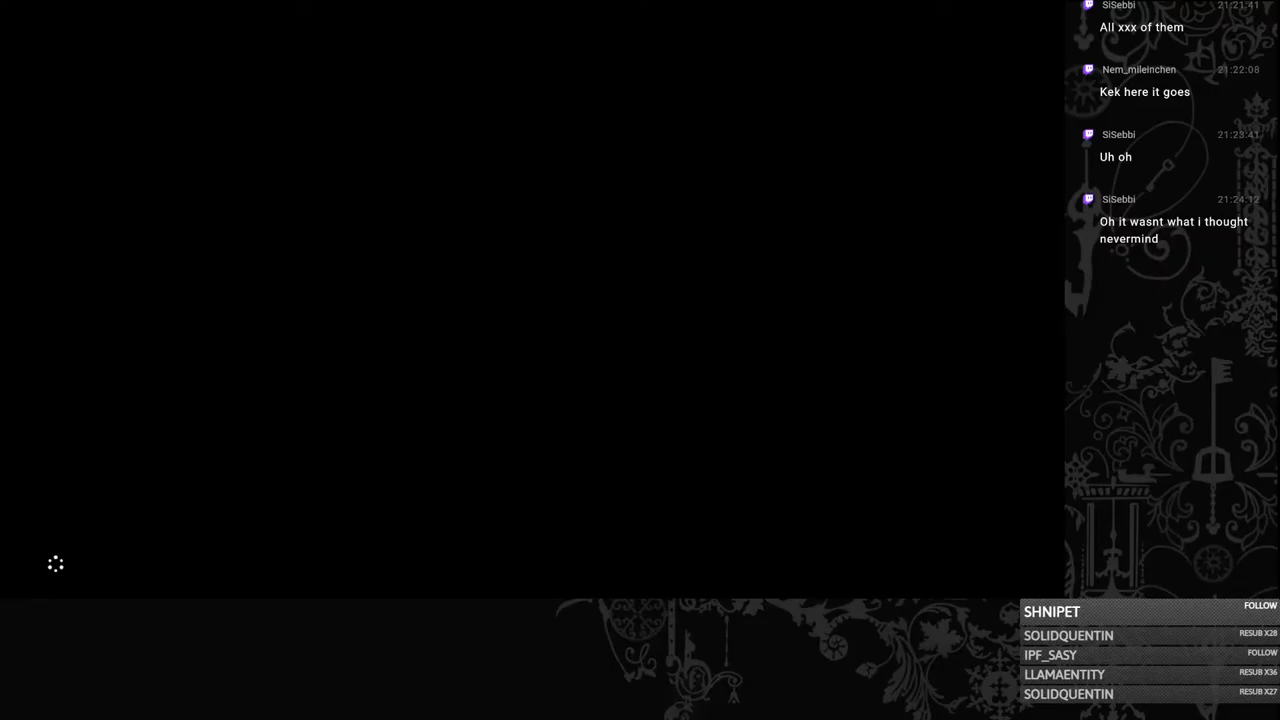 SiSebbi 21:21:41
All xxx of them
Nem_mileinchen 21:22:08
Kek here it goes
SiSebbi 21:23:41
Uh oh
SiSebbi 21:24:12
Oh it wasnt what i thought
nevermind
SHNIPET FOLLOW
SOLIDQUENTIN RESUB X28
IPF_SASY FOLLOW
LLAMAENTITY RESUB X36
SOLIDQUENTIN RESUB X27